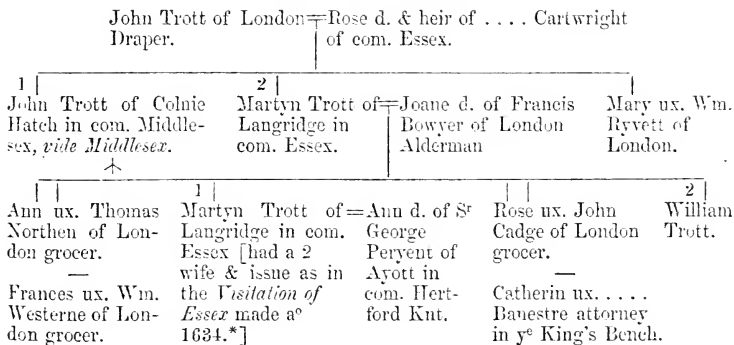 John Trott of London=Rose d. & heir of . . . . Cartwright
Draper. of com. Essex.
1 2
John Trott of Colnie
Hatch in com. Middle-
sex, vide Middlesex.
Martyn Trott of=Joane d. of Francis
Langridge in Bowyer of London
com. Essex. Alderman
Mary ux. Wm.
Ryvett of
London.
1 2
Ann ux. Thomas
Northen of Lon-
don grocer.
—
Frances ux. Wm.
Westerne of Lon-
don grocer.
Martyn Trott of=Ann d. of Sr
Langridge in com. George
Essex [had a 2 Peryent of
wife & issue as in Ayott in
the Visitation of com. Hert-
Essex made ao ford Knt.
1634.*]
Rose ux. John
Cadge of London
grocer.
—
Catherin ux. . . . .
Banestre attorney
in ye King's Bench.
William
Trott.